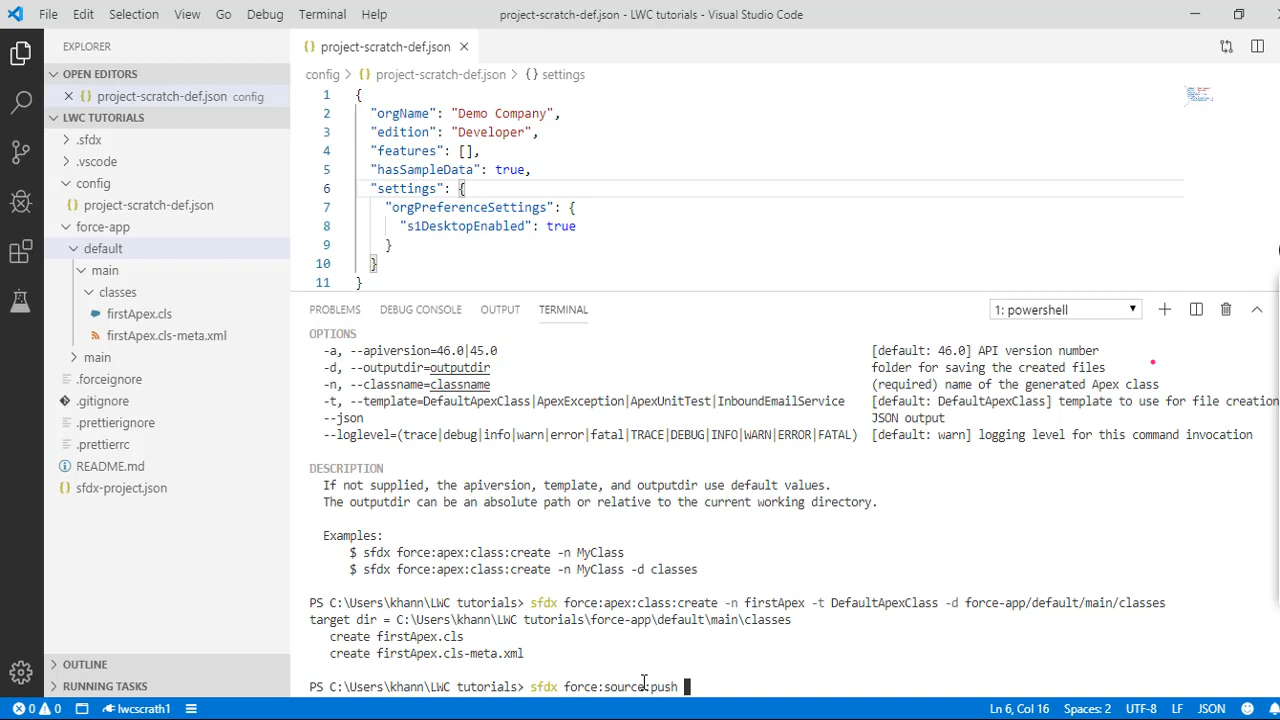 File Edit Selection View Go Debug Terminal Help project-scratch-def.json - LWC tutorials - Visual Studio Code
EXPLORER
OPEN EDITORS
project-scratch-def.json config
LWC TUTORIALS
.sfdx
.vscode
config
project-scratch-def.json
force-app
default
main
classes
firstApex.cls
firstApex.cls-meta.xml
main
.forceignore
.gitignore
.prettierignore
.prettierrc
README.md
sfdx-project.json
OUTLINE
RUNNING TASKS
project-scratch-def.json
config > {} project-scratch-def.json > {} settings
1 {
2 "orgName": "Demo Company",
3 "edition": "Developer",
4 "features": [],
5 "hasSampleData": true,
6 "settings": {
7 "orgPreferenceSettings": {
8 "s1DesktopEnabled": true
9 }
10 }
11 }
PROBLEMS DEBUG CONSOLE OUTPUT TERMINAL 1: powershell
OPTIONS
-a, --apiversion=46.0|45.0 [default: 46.0] API version number
-d, --outputdir=outputdir folder for saving the created files
-n, --classname=classname (required) name of the generated Apex class
-t, --template=DefaultApexClass|ApexException|ApexUnitTest|InboundEmailService [default: DefaultApexClass] template to use for file creation
--json JSON output
--loglevel=(trace|debug|info|warn|error|fatal|TRACE|DEBUG|INFO|WARN|ERROR|FATAL) [default: warn] logging level for this command invocation
DESCRIPTION
If not supplied, the apiversion, template, and outputdir use default values.
The outputdir can be an absolute path or relative to the current working directory.
Examples:
$ sfdx force:apex:class:create -n MyClass
$ sfdx force:apex:class:create -n MyClass -d classes
PS C:\Users\khann\LWC tutorials> sfdx force:apex:class:create -n firstApex -t DefaultApexClass -d force-app/default/main/classes
target dir = C:\Users\khann\LWC tutorials\force-app\default\main\classes
create firstApex.cls
create firstApex.cls-meta.xml
PS C:\Users\khann\LWC tutorials> sfdx force:source:push
0 0 lwcscrath1 Ln 6, Col 16 Spaces: 2 UTF-8 LF JSON